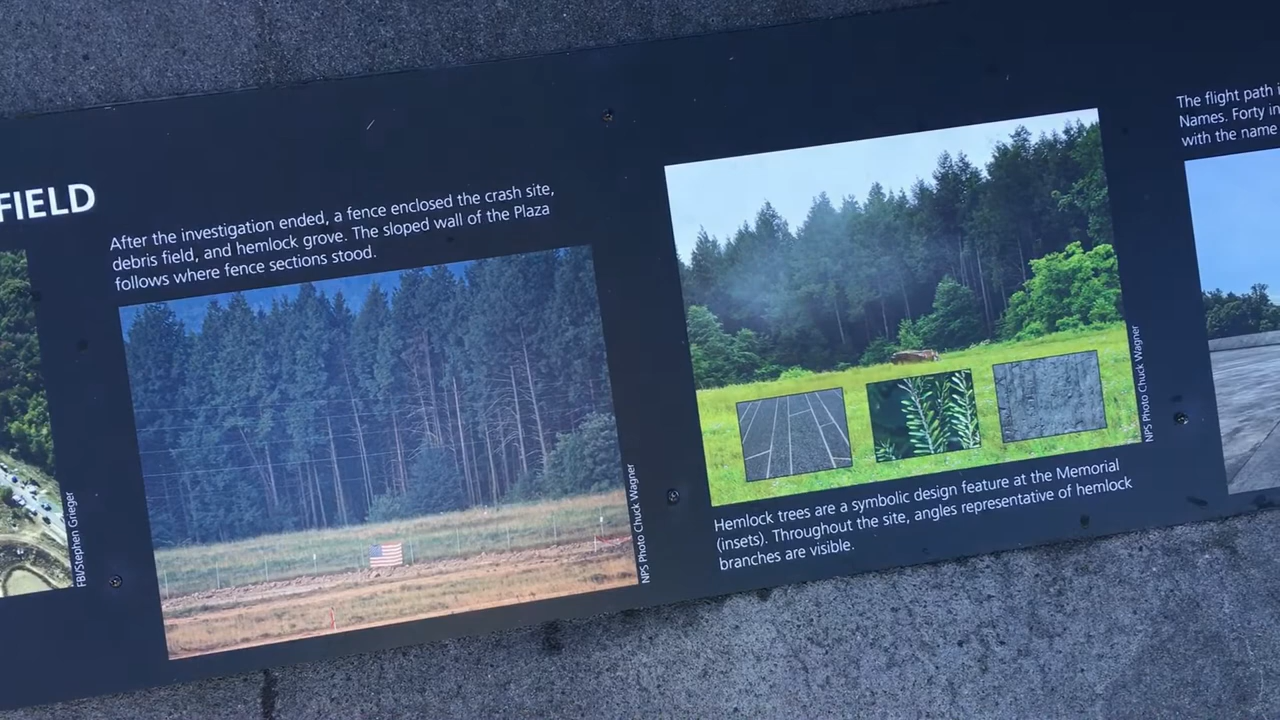 FIELD
After the investigation ended, a fence enclosed the crash site,
debris field, and hemlock grove. The sloped wall of the Plaza
follows where fence sections stood.
FBI/Stephen Grieger
NPS Photo Chuck Wagner
Hemlock trees are a symbolic design feature at the Memorial
(insets). Throughout the site, angles representative of hemlock
branches are visible.
NPS Photo Chuck Wagner
The flight path
Names. Forty in
with the name